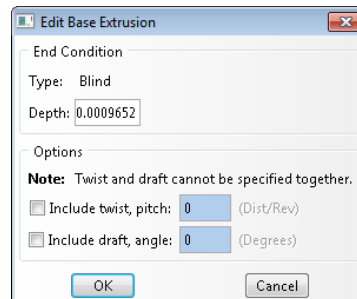 Edit Base Extrusion
End Condition
Type: Blind
Depth: 0.0009652
Options
Note: Twist and draft cannot be specified together.
Include twist, pitch: 0 (Dist/Rev)
Include draft, angle: 0 (Degrees)
OK Cancel